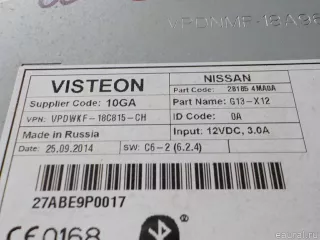 VPDNMF-18A96
VISTEON
NISSAN
Supplier Code: 10GA
Part Code: 28185 4MA0A
VPN: VPDWKF-18C815-CH
Part Name: G13-X12
Made in Russia
ID Code: 0A
25.09.2014
SW: C6-2 (6.2.4)
Input: 12VDC, 3.0A
27ABE9P0017
CE0168